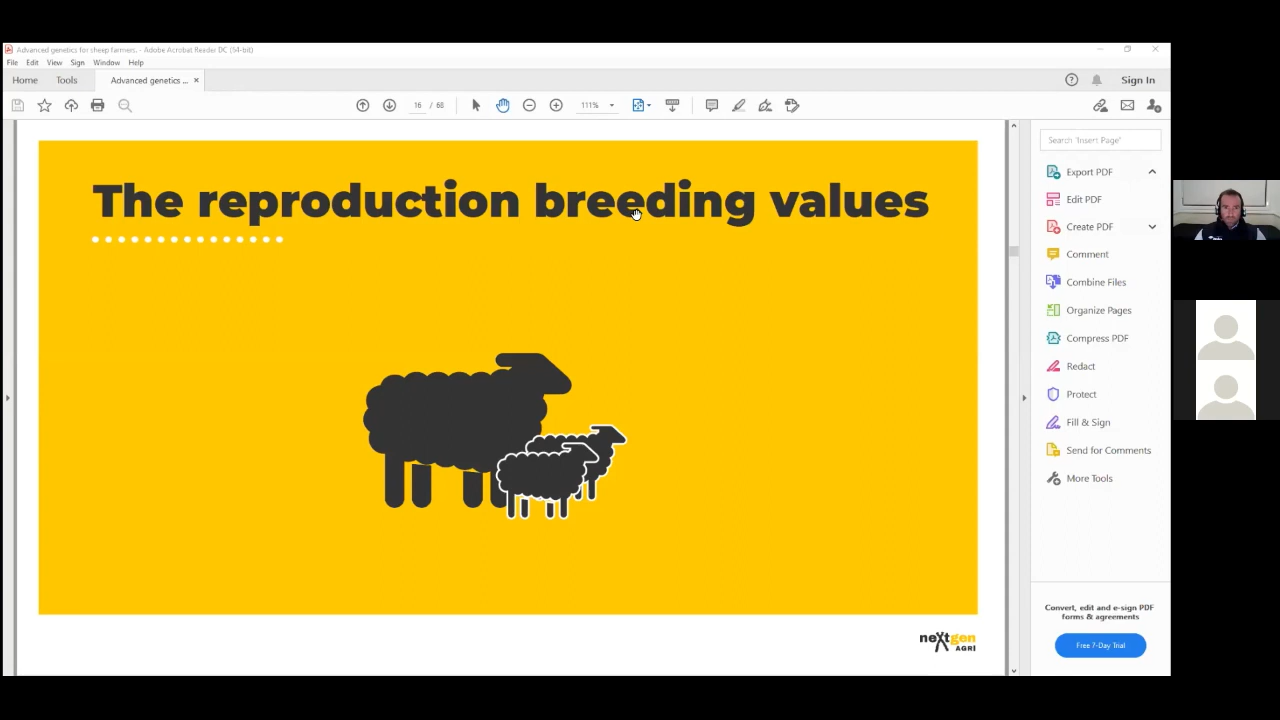 Advanced genetics for sheep farmers. - Adobe Acrobat Reader DC (64-bit)
File Edit View Sign Window Help
Home Tools Advanced genetics ... × Sign In
16 / 68 111%
Search 'Insert Page'
The reproduction breeding values
Export PDF
Edit PDF
Create PDF
Comment
Combine Files
Organize Pages
Compress PDF
Redact
Protect
Fill & Sign
Send for Comments
More Tools
Convert, edit and e-sign PDF
forms & agreements
Free 7-Day Trial
nextgen
AGRI